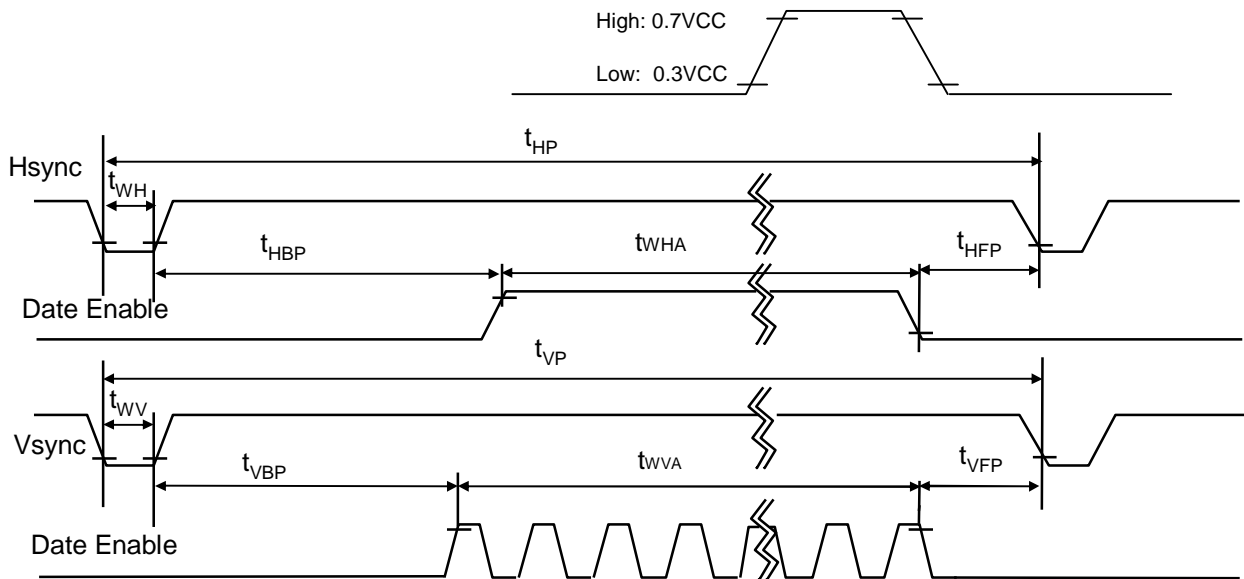 High: 0.7VCC
Low: 0.3VCC
tHP
Hsync
tWH
tHBP
tWHA
tHFP
Date Enable
tVP
tWV
Vsync
tVBP
tWVA
tVFP
Date Enable